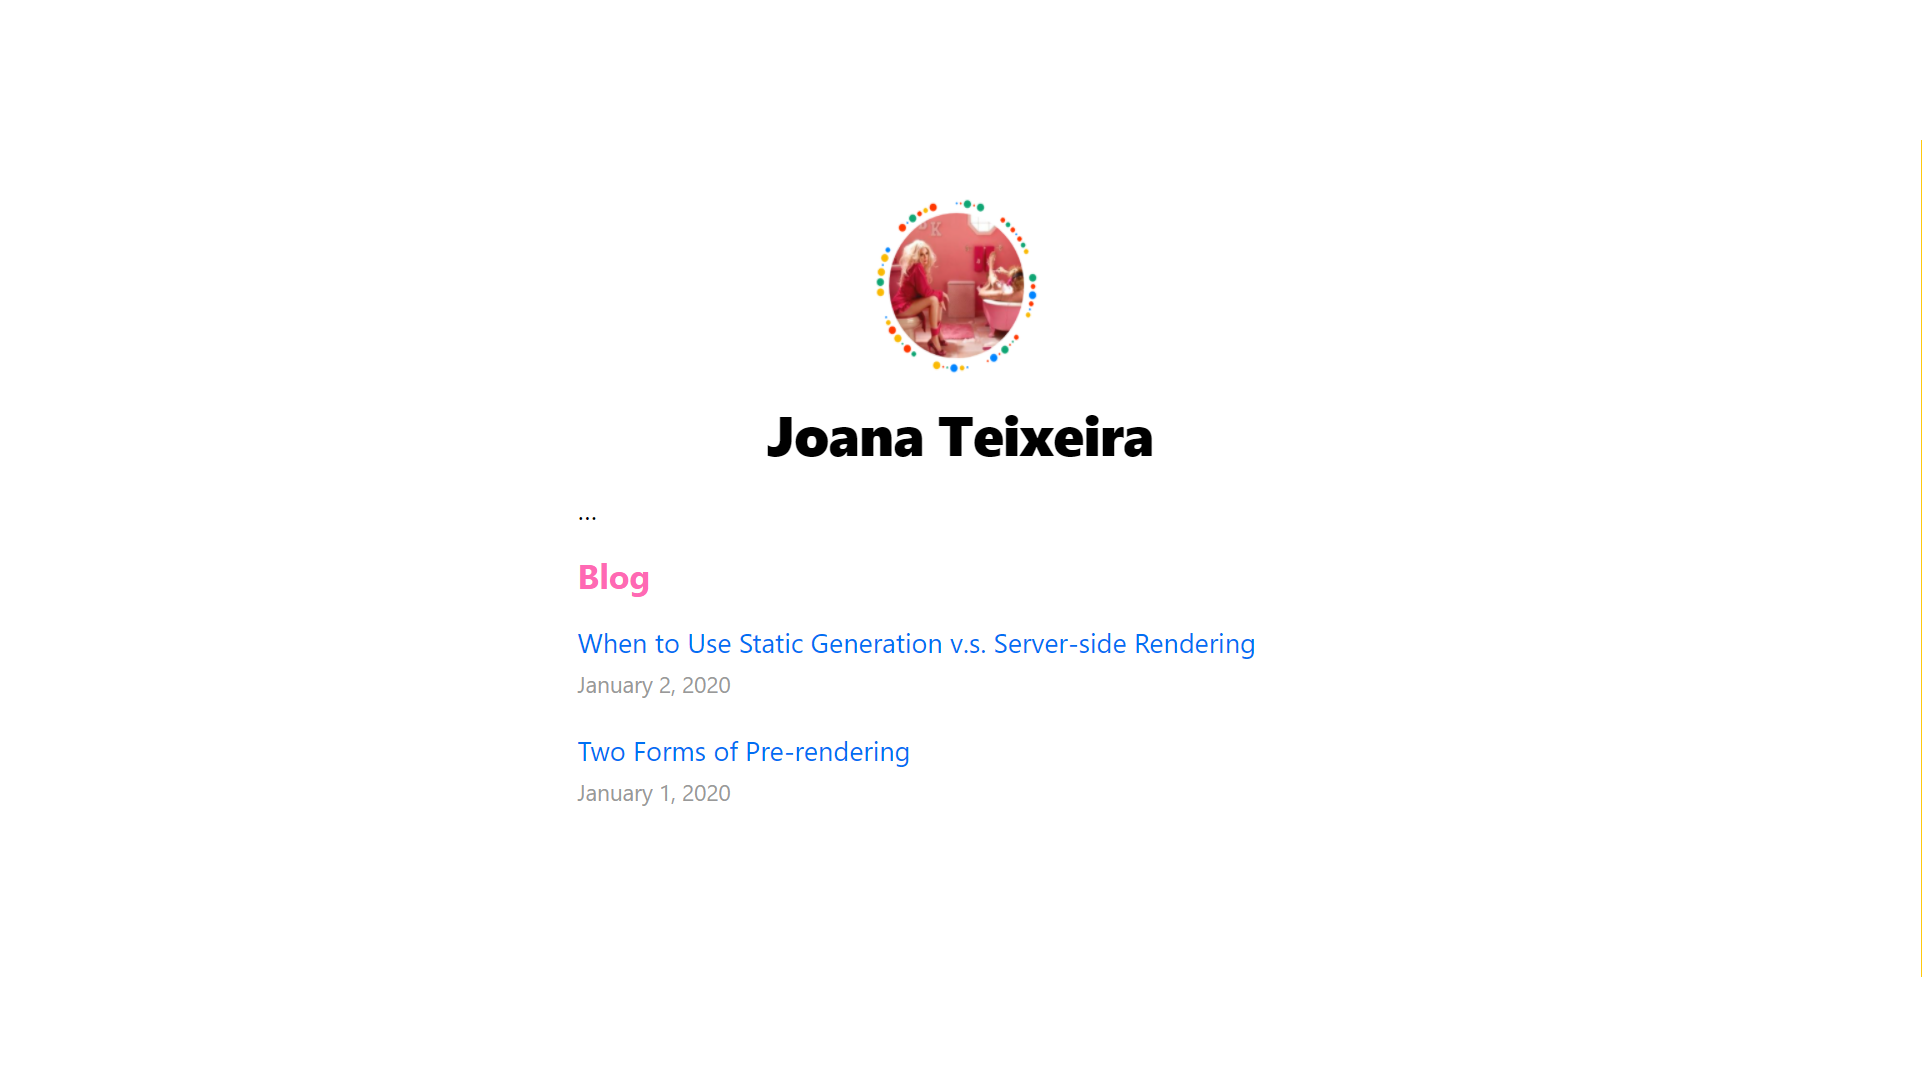 Joana Teixeira
...
Blog
When to Use Static Generation v.s. Server-side Rendering
January 2, 2020
Two Forms of Pre-rendering
January 1, 2020